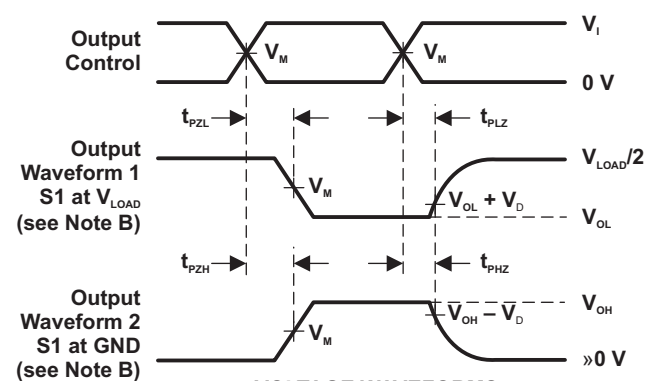 Output
Control
V_M
V_M
V_I
0 V
t_PZL
t_PLZ
Output
Waveform 1
S1 at V_LOAD
(see Note B)
V_M
V_OL + V_D
V_LOAD/2
V_OL
t_PZH
t_PHZ
Output
Waveform 2
S1 at GND
(see Note B)
V_M
V_OH – V_D
V_OH
»0 V